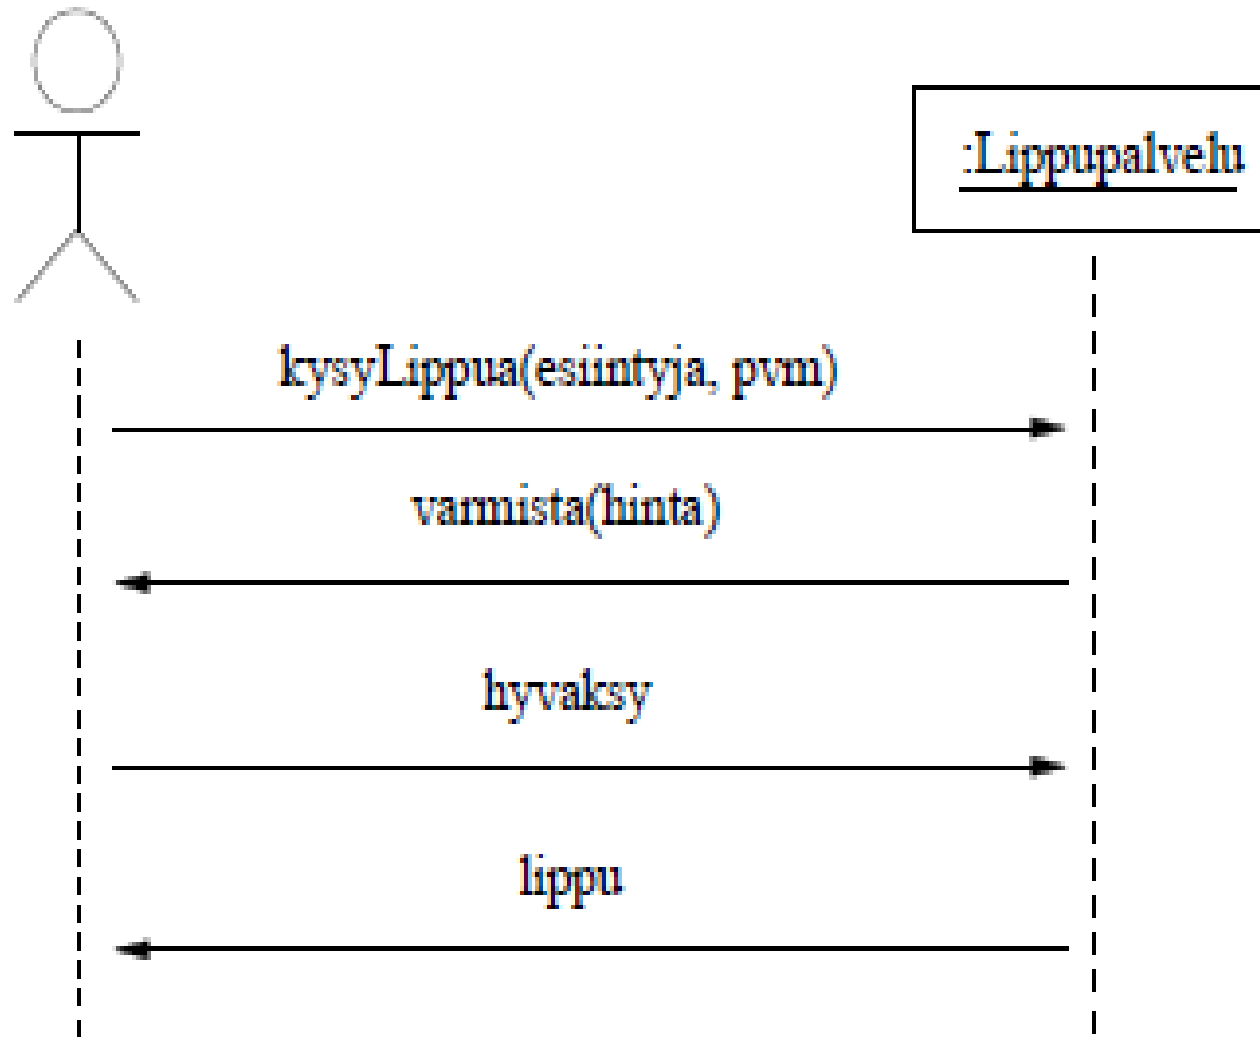 :Lippupalvelu
kysyLippua(esiintyja, pvm)
varmista(hinta)
hyvaksy
lippu